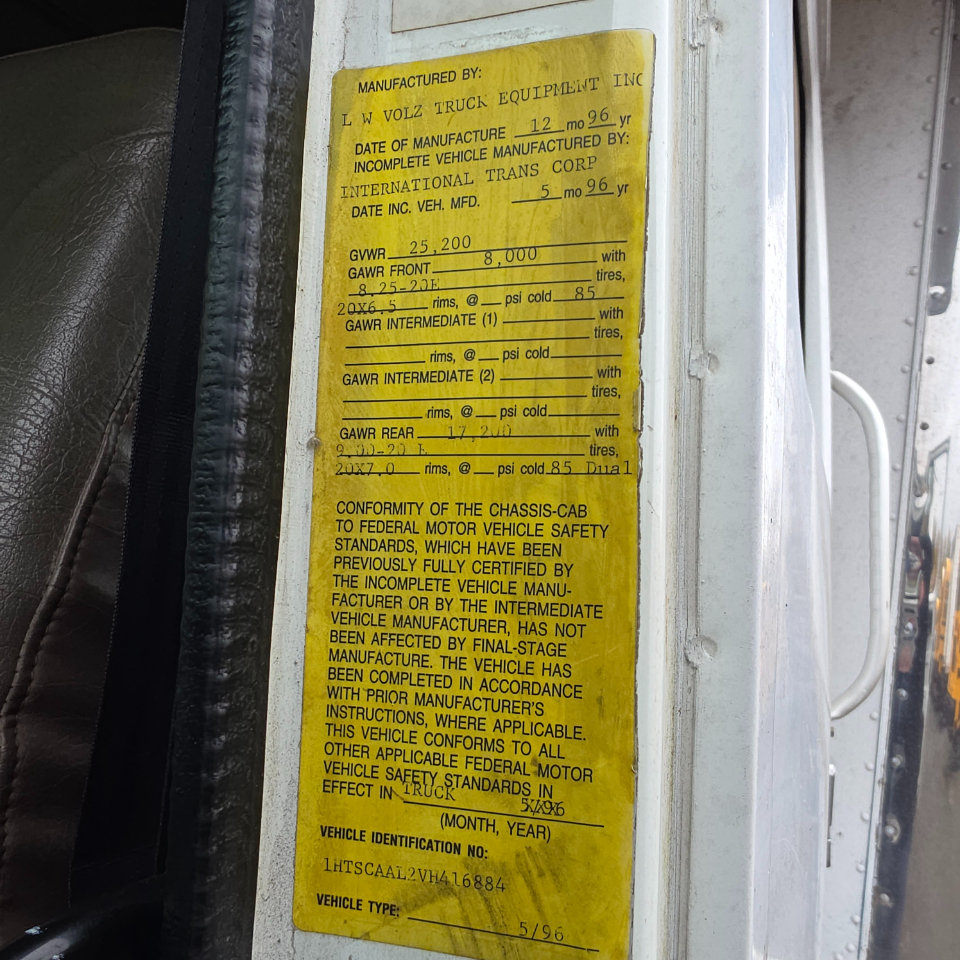 MANUFACTURED BY:
L W VOLZ TRUCK EQUIPMENT INC
DATE OF MANUFACTURE 12 mo 96 yr
INCOMPLETE VEHICLE MANUFACTURED BY:
INTERNATIONAL TRANS CORP
DATE INC. VEH. MFD. 5 mo 96 yr
GVWR 25,200
GAWR FRONT 8,000 with
8.25-20E tires,
20X6.5 rims, @ psi cold 85
GAWR INTERMEDIATE (1) with
tires,
rims, @ psi cold
GAWR INTERMEDIATE (2) with
tires,
rims, @ psi cold
GAWR REAR 17,200 with
9.00-20 E tires,
20X7.0 rims, @ psi cold 85 Dual
CONFORMITY OF THE CHASSIS-CAB
TO FEDERAL MOTOR VEHICLE SAFETY
STANDARDS, WHICH HAVE BEEN
PREVIOUSLY FULLY CERTIFIED BY
THE INCOMPLETE VEHICLE MANU-
FACTURER OR BY THE INTERMEDIATE
VEHICLE MANUFACTURER, HAS NOT
BEEN AFFECTED BY FINAL-STAGE
MANUFACTURE. THE VEHICLE HAS
BEEN COMPLETED IN ACCORDANCE
WITH PRIOR MANUFACTURER'S
INSTRUCTIONS, WHERE APPLICABLE.
THIS VEHICLE CONFORMS TO ALL
OTHER APPLICABLE FEDERAL MOTOR
VEHICLE SAFETY STANDARDS IN
EFFECT IN TRUCK
(MONTH, YEAR)
VEHICLE IDENTIFICATION NO:
1HTSCAAL2VH416884
VEHICLE TYPE: 5/96